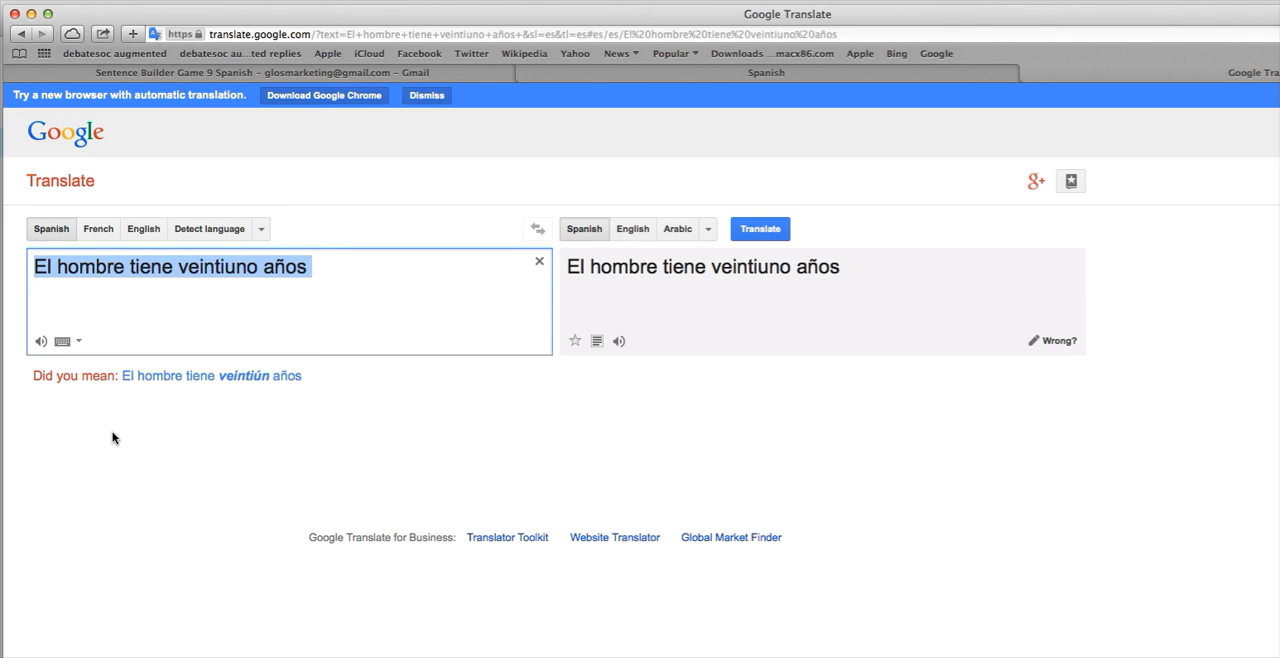 Google Translate
https translate.google.com/?text=El+hombre+tiene+veintiuno+años+&sl=es&tl=es#es/es/El%20hombre%20tiene%20veintiuno%20años
debatesoc augmented debatesoc au...ted replies Apple iCloud Facebook Twitter Wikipedia Yahoo News Popular Downloads ...macx86.com Apple Bing Google
Sentence Builder Game 9 Spanish – glosmarketing@gmail.com – Gmail Spanish Google Tra
Try a new browser with automatic translation. Download Google Chrome Dismiss
Google
Translate
g+
Spanish French English Detect language Spanish English Arabic Translate
El hombre tiene veintiuno años El hombre tiene veintiuno años
Wrong?
Did you mean: El hombre tiene veintiún años
Google Translate for Business: Translator Toolkit Website Translator Global Market Finder